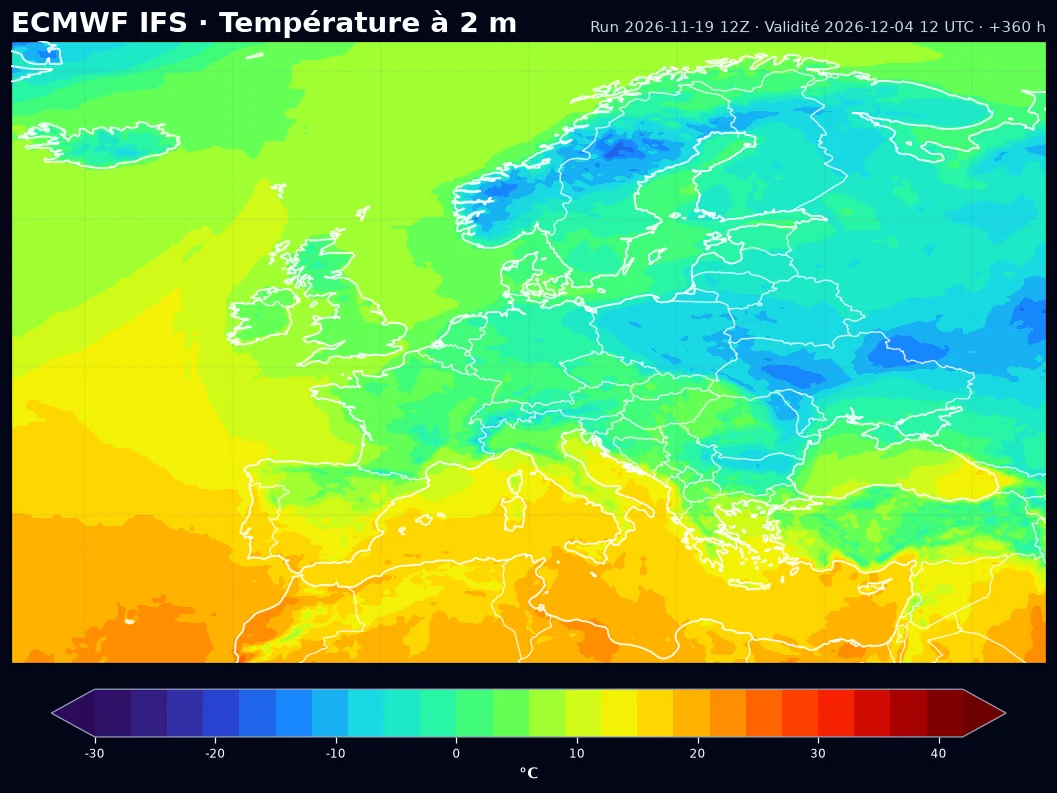 ECMWF IFS · Température à 2 m
Run 2026-11-19 12Z · Validité 2026-12-04 12 UTC · +360 h
-30 -20 -10 0 10 20 30 40
°C